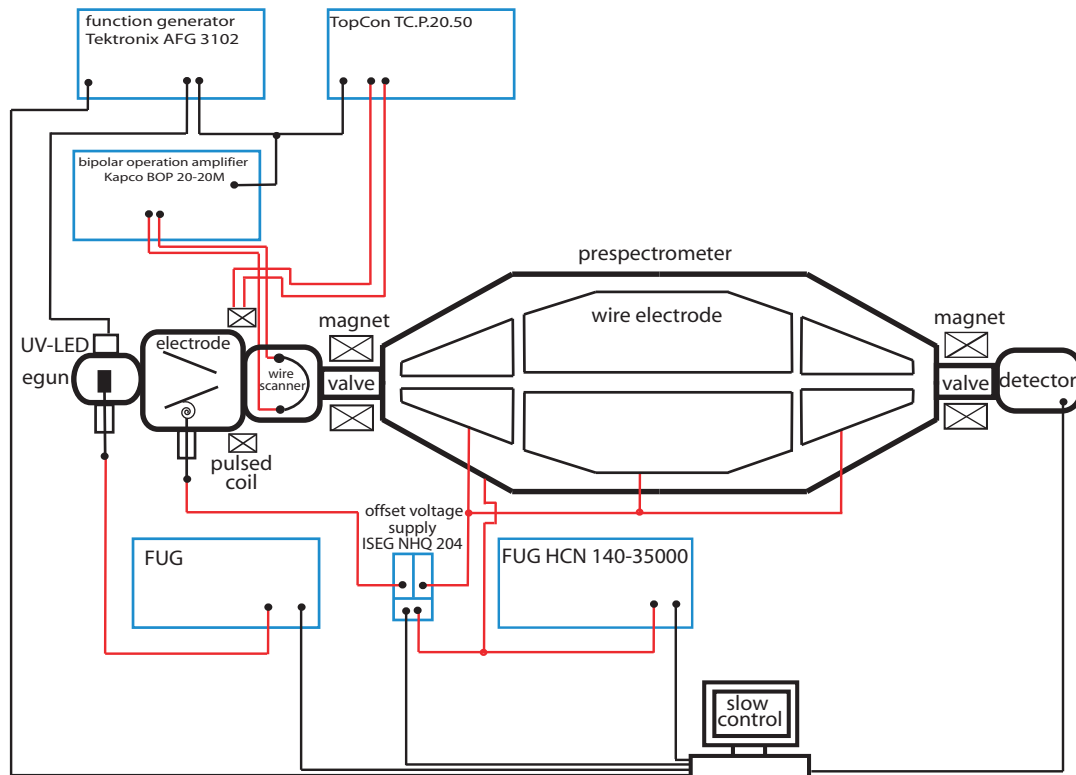 function generator
Tektronix AFG 3102
TopCon TC.P.20.50
bipolar operation amplifier
Kapco BOP 20-20M
prespectrometer
magnet
wire electrode
magnet
UV-LED
electrode
egun
wire
scanner
valve
valve
detector
pulsed
coil
offset voltage
supply
ISEG NHQ 204
FUG
FUG HCN 140-35000
slow
control